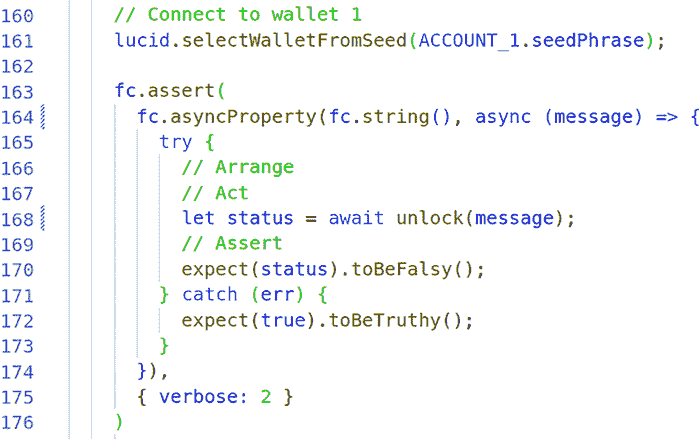 160 // Connect to wallet 1
161 lucid.selectWalletFromSeed(ACCOUNT_1.seedPhrase);
162
163 fc.assert(
164 fc.asyncProperty(fc.string(), async (message) => {
165 try {
166 // Arrange
167 // Act
168 let status = await unlock(message);
169 // Assert
170 expect(status).toBeFalsy();
171 } catch (err) {
172 expect(true).toBeTruthy();
173 }
174 }),
175 { verbose: 2 }
176 )